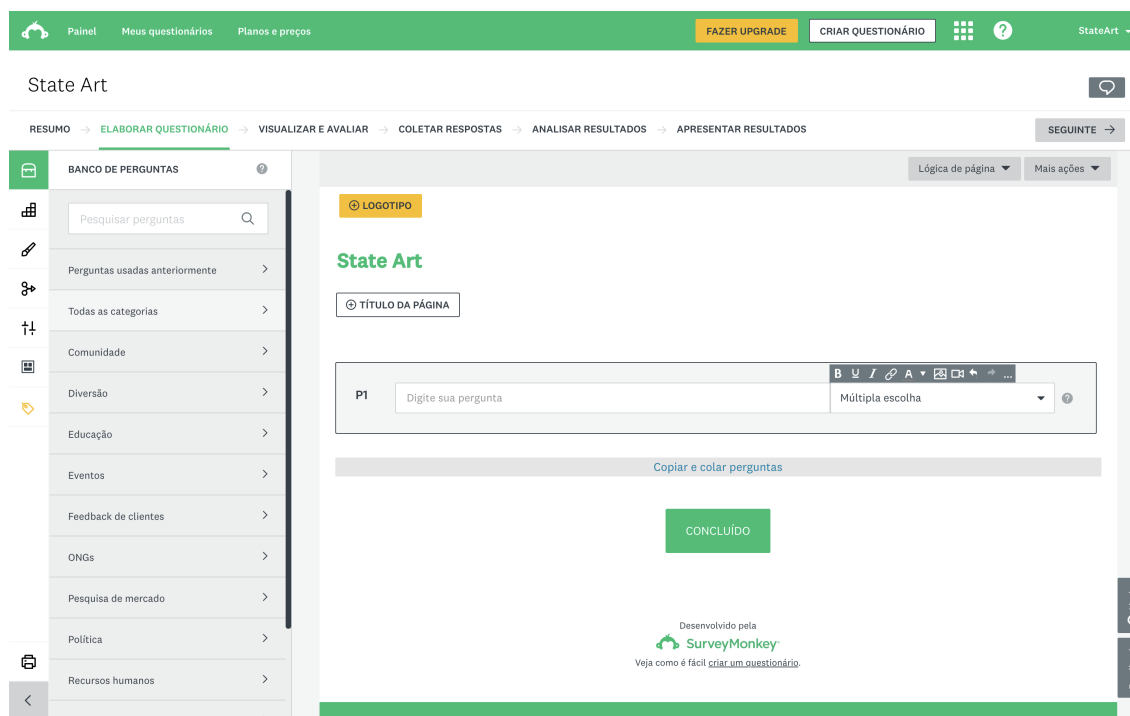 Painel Meus questionários Planos e preços FAZER UPGRADE CRIAR QUESTIONÁRIO StateArt
State Art
RESUMO → ELABORAR QUESTIONÁRIO → VISUALIZAR E AVALIAR → COLETAR RESPOSTAS → ANALISAR RESULTADOS → APRESENTAR RESULTADOS SEGUINTE →
BANCO DE PERGUNTAS
Lógica de página Mais ações
Pesquisar perguntas
LOGOTIPO
Perguntas usadas anteriormente
State Art
Todas as categorias
TÍTULO DA PÁGINA
Comunidade
Diversão
B U I A ...
P1 Digite sua pergunta Múltipla escolha
Educação
Eventos
Copiar e colar perguntas
Feedback de clientes
CONCLUÍDO
ONGs
Pesquisa de mercado
Política
Recursos humanos
Desenvolvido pela
SurveyMonkey
Veja como é fácil criar um questionário.